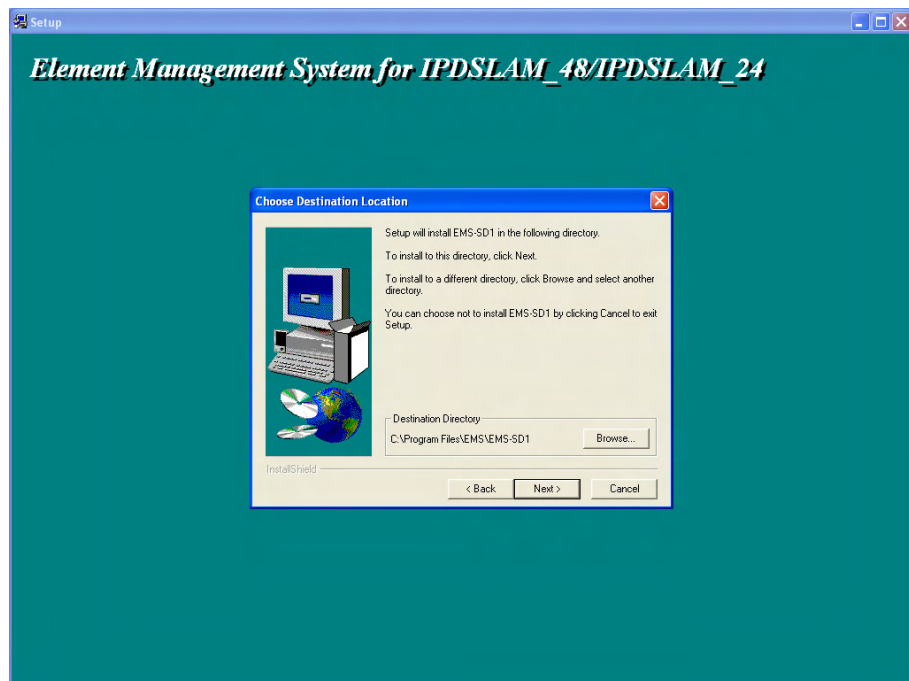 Setup
Element Management System for IPDSLAM_48/IPDSLAM_24
Choose Destination Location
Setup will install EMS-SD1 in the following directory.
To install to this directory, click Next.
To install to a different directory, click Browse and select another
directory.
You can choose not to install EMS-SD1 by clicking Cancel to exit
Setup.
Destination Directory
C:\Program Files\EMS\EMS-SD1
Browse...
InstallShield
< Back
Next >
Cancel